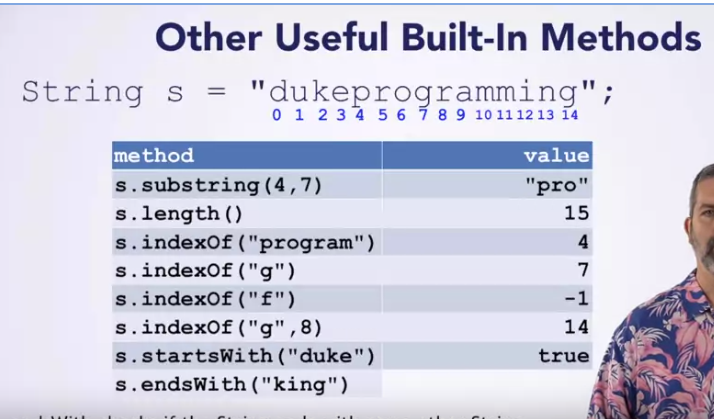 Other Useful Built-In Methods
String s = "dukeprogramming";
0 1 2 3 4 5 6 7 8 9 10 11 12 13 14
method value
s.substring(4,7) "pro"
s.length() 15
s.indexOf("program") 4
s.indexOf("g") 7
s.indexOf("f") -1
s.indexOf("g",8) 14
s.startsWith("duke") true
s.endsWith("king")